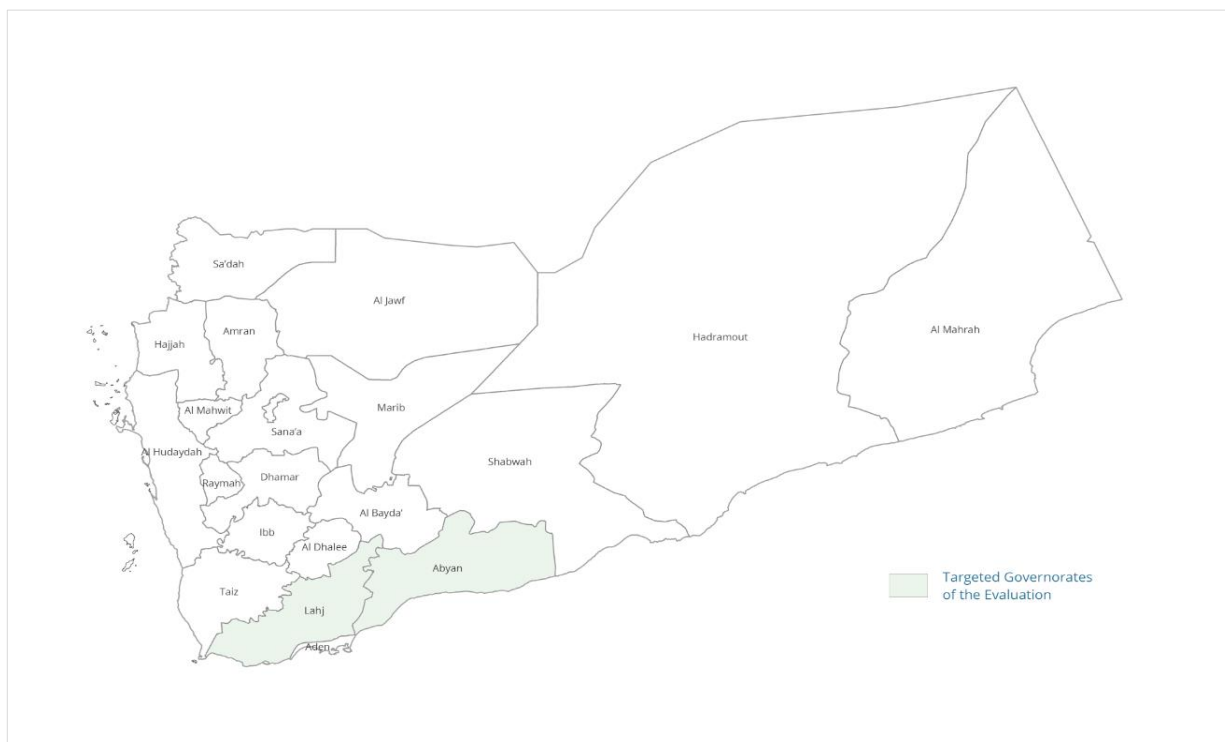 Sa'dah
Al Jawf
Hajjah
Amran
Hadramout
Al Mahrah
Al Mahwit
Marib
Sana'a
Al Hudaydah
Shabwah
Raymah
Dhamar
Al Bayda'
Ibb
Al Dhalee
Abyan
Taiz
Lahj
Aden
Targeted Governorates
of the Evaluation